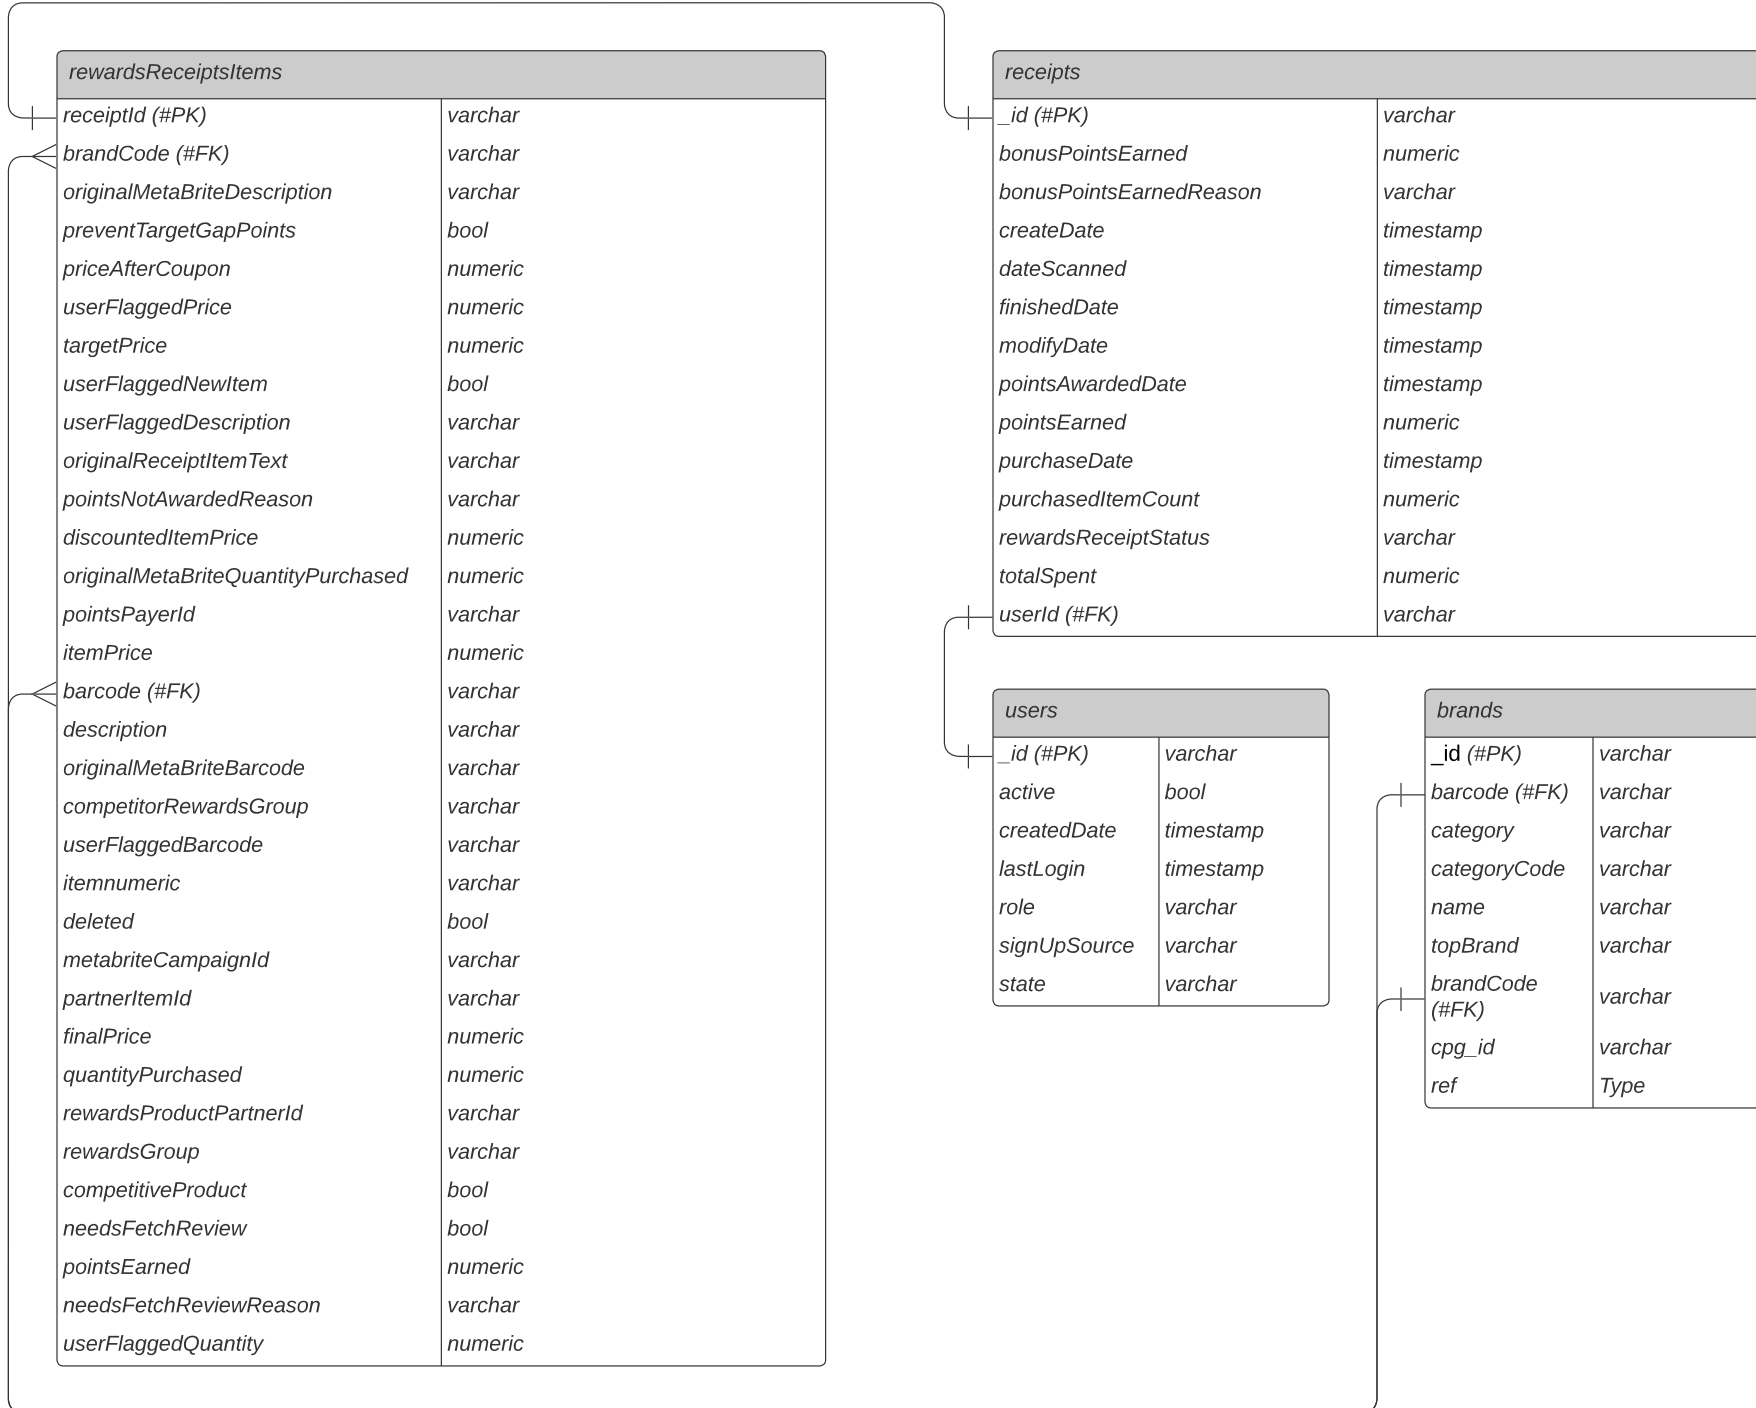 rewardsReceiptsItems
receiptId (#PK) varchar
brandCode (#FK) varchar
originalMetaBriteDescription varchar
preventTargetGapPoints bool
priceAfterCoupon numeric
userFlaggedPrice numeric
targetPrice numeric
userFlaggedNewItem bool
userFlaggedDescription varchar
originalReceiptItemText varchar
pointsNotAwardedReason varchar
discountedItemPrice numeric
originalMetaBriteQuantityPurchased numeric
pointsPayerId varchar
itemPrice numeric
barcode (#FK) varchar
description varchar
originalMetaBriteBarcode varchar
competitorRewardsGroup varchar
userFlaggedBarcode varchar
itemnumeric varchar
deleted bool
metabriteCampaignId varchar
partnerItemId varchar
finalPrice numeric
quantityPurchased numeric
rewardsProductPartnerId varchar
rewardsGroup varchar
competitiveProduct bool
needsFetchReview bool
pointsEarned numeric
needsFetchReviewReason varchar
userFlaggedQuantity numeric
receipts
_id (#PK) varchar
bonusPointsEarned numeric
bonusPointsEarnedReason varchar
createDate timestamp
dateScanned timestamp
finishedDate timestamp
modifyDate timestamp
pointsAwardedDate timestamp
pointsEarned numeric
purchaseDate timestamp
purchasedItemCount numeric
rewardsReceiptStatus varchar
totalSpent numeric
userId (#FK) varchar
users
_id (#PK) varchar
active bool
createdDate timestamp
lastLogin timestamp
role varchar
signUpSource varchar
state varchar
brands
_id (#PK) varchar
barcode (#FK) varchar
category varchar
categoryCode varchar
name varchar
topBrand varchar
brandCode
(#FK) varchar
cpg_id varchar
ref Type